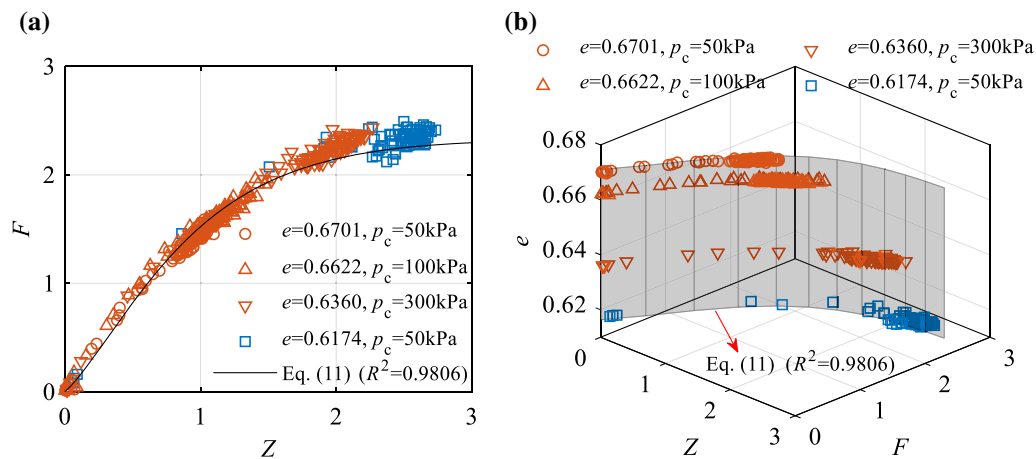 (a)
3
2
1
0
F
0
1
2
3
Z
e=0.6701, pc=50kPa
e=0.6622, pc=100kPa
e=0.6360, pc=300kPa
e=0.6174, pc=50kPa
Eq. (11) (R²=0.9806)
(b)
e=0.6701, pc=50kPa
e=0.6360, pc=300kPa
e=0.6622, pc=100kPa
e=0.6174, pc=50kPa
0.68
0.66
0.64
0.62
e
0
1
2
3
Z
0
1
2
3
F
Eq. (11) (R²=0.9806)